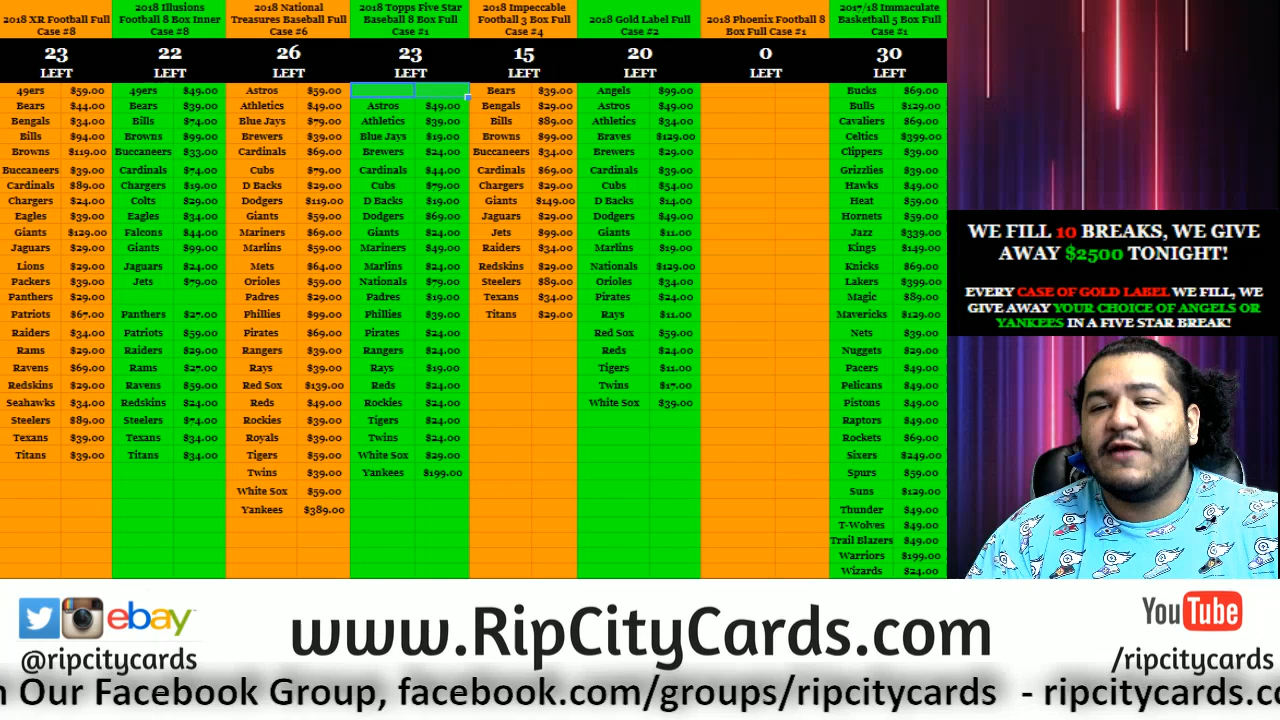 2018 XR Football Full Case #8
23 LEFT
49ers $59.00
Bears $44.00
Bengals $34.00
Bills $94.00
Browns $119.00
Buccaneers $39.00
Cardinals $89.00
Chargers $24.00
Eagles $39.00
Giants $129.00
Jaguars $29.00
Lions $29.00
Packers $39.00
Panthers $29.00
Patriots $67.00
Raiders $34.00
Rams $29.00
Ravens $69.00
Redskins $29.00
Seahawks $34.00
Steelers $89.00
Texans $39.00
Titans $39.00
2018 Illusions Football 8 Box Inner Case #8
22 LEFT
49ers $49.00
Bears $39.00
Bills $74.00
Browns $99.00
Buccaneers $33.00
Cardinals $74.00
Chargers $19.00
Colts $29.00
Eagles $34.00
Falcons $44.00
Giants $99.00
Jaguars $24.00
Jets $79.00
Panthers $27.00
Patriots $59.00
Raiders $29.00
Rams $27.00
Ravens $59.00
Redskins $24.00
Steelers $74.00
Texans $34.00
Titans $34.00
2018 National Treasures Baseball Full Case #6
26 LEFT
Astros $59.00
Athletics $49.00
Blue Jays $79.00
Brewers $39.00
Cardinals $69.00
Cubs $79.00
D Backs $29.00
Dodgers $119.00
Giants $59.00
Mariners $69.00
Marlins $59.00
Mets $64.00
Orioles $59.00
Padres $29.00
Phillies $99.00
Pirates $69.00
Rangers $39.00
Rays $39.00
Red Sox $139.00
Reds $49.00
Rockies $39.00
Royals $39.00
Tigers $59.00
Twins $39.00
White Sox $59.00
Yankees $389.00
2018 Topps Five Star Baseball 8 Box Full Case #1
23 LEFT
Astros $49.00
Athletics $39.00
Blue Jays $19.00
Brewers $24.00
Cardinals $44.00
Cubs $79.00
D Backs $19.00
Dodgers $69.00
Mariners $49.00
Marlins $24.00
Nationals $79.00
Padres $19.00
Phillies $39.00
Pirates $24.00
Rangers $24.00
Rays $19.00
Reds $24.00
Rockies $24.00
Tigers $24.00
Twins $24.00
White Sox $29.00
Yankees $199.00
2018 Impeccable Football 3 Box Full Case #4
15 LEFT
Bears $39.00
Bengals $29.00
Bills $89.00
Browns $99.00
Buccaneers $34.00
Cardinals $69.00
Chargers $29.00
Giants $149.00
Jaguars $29.00
Jets $99.00
Raiders $34.00
Redskins $29.00
Steelers $89.00
Texans $34.00
Titans $29.00
2018 Gold Label Full Case #2
20 LEFT
Angels $99.00
Astros $49.00
Athletics $34.00
Braves $129.00
Brewers $29.00
Cardinals $39.00
Cubs $54.00
D Backs $14.00
Dodgers $49.00
Giants $11.00
Marlins $19.00
Nationals $129.00
Orioles $34.00
Pirates $24.00
Rays $11.00
Red Sox $59.00
Reds $24.00
Tigers $11.00
Twins $17.00
White Sox $39.00
2018 Phoenix Football 8 Box Full Case #1
0 LEFT
2017/18 Immaculate Basketball 5 Box Full Case #1
30 LEFT
Bucks $69.00
Bulls $129.00
Cavaliers $69.00
Celtics $399.00
Clippers $39.00
Grizzlies $39.00
Hawks $49.00
Heat $59.00
Hornets $59.00
Jazz $339.00
Kings $149.00
Knicks $69.00
Lakers $399.00
Magic $89.00
Mavericks $129.00
Nets $39.00
Nuggets $29.00
Pacers $49.00
Pelicans $49.00
Pistons $49.00
Raptors $49.00
Rockets $69.00
Sixers $249.00
Spurs $59.00
Suns $129.00
Thunder $49.00
T-Wolves $49.00
Trail Blazers $49.00
Warriors $199.00
Wizards $24.00
WE FILL 10 BREAKS, WE GIVE
AWAY $2500 TONIGHT!
EVERY CASE OF GOLD LABEL WE FILL, WE
GIVE AWAY YOUR CHOICE OF ANGELS OR
YANKEES IN A FIVE STAR BREAK!
ebay
@ripcitycards
www.RipCityCards.com
YouTube
/ripcitycards
n Our Facebook Group, facebook.com/groups/ripcitycards - ripcitycards.co